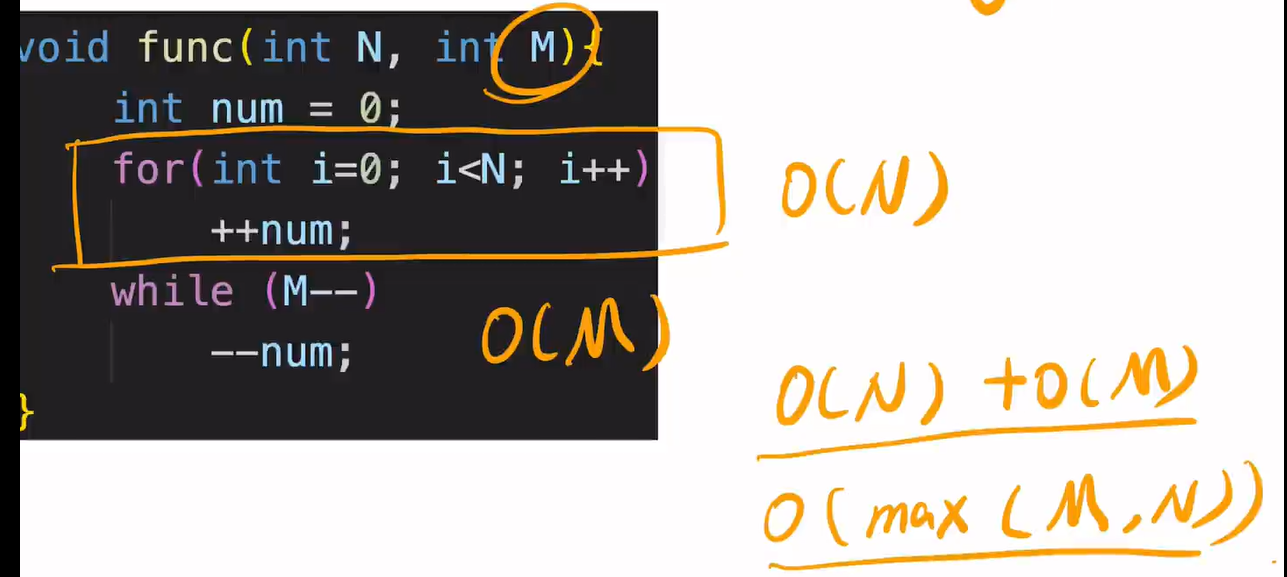 void func(int N, int M){
int num = 0;
for(int i=0; i<N; i++)
++num;
O(N)
while (M--)
--num;
O(M)
}
O(N) + O(M)
O(max(M,N))